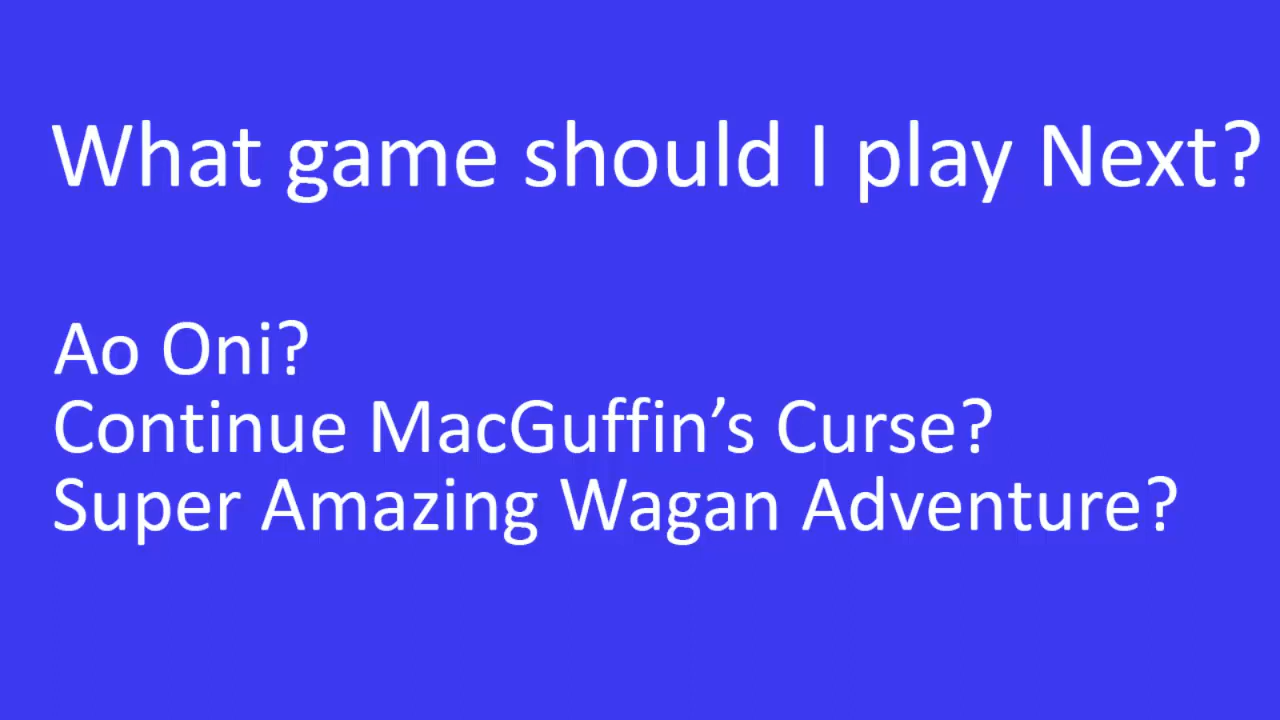 What game should I play Next?
Ao Oni?
Continue MacGuffin’s Curse?
Super Amazing Wagan Adventure?